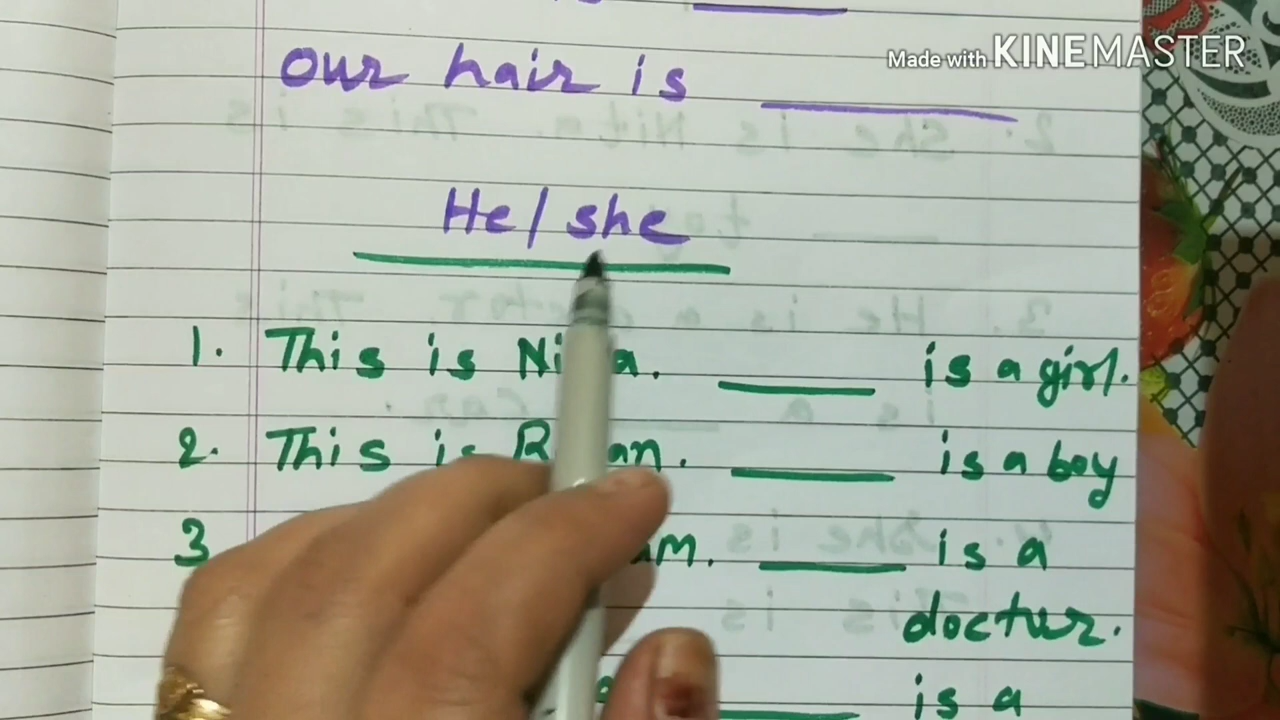 Made with KINEMASTER
our hair is
He/she
1. This is Ni a. is a girl.
2. This is R an. is a boy
3 am. is a
doctur.
is a